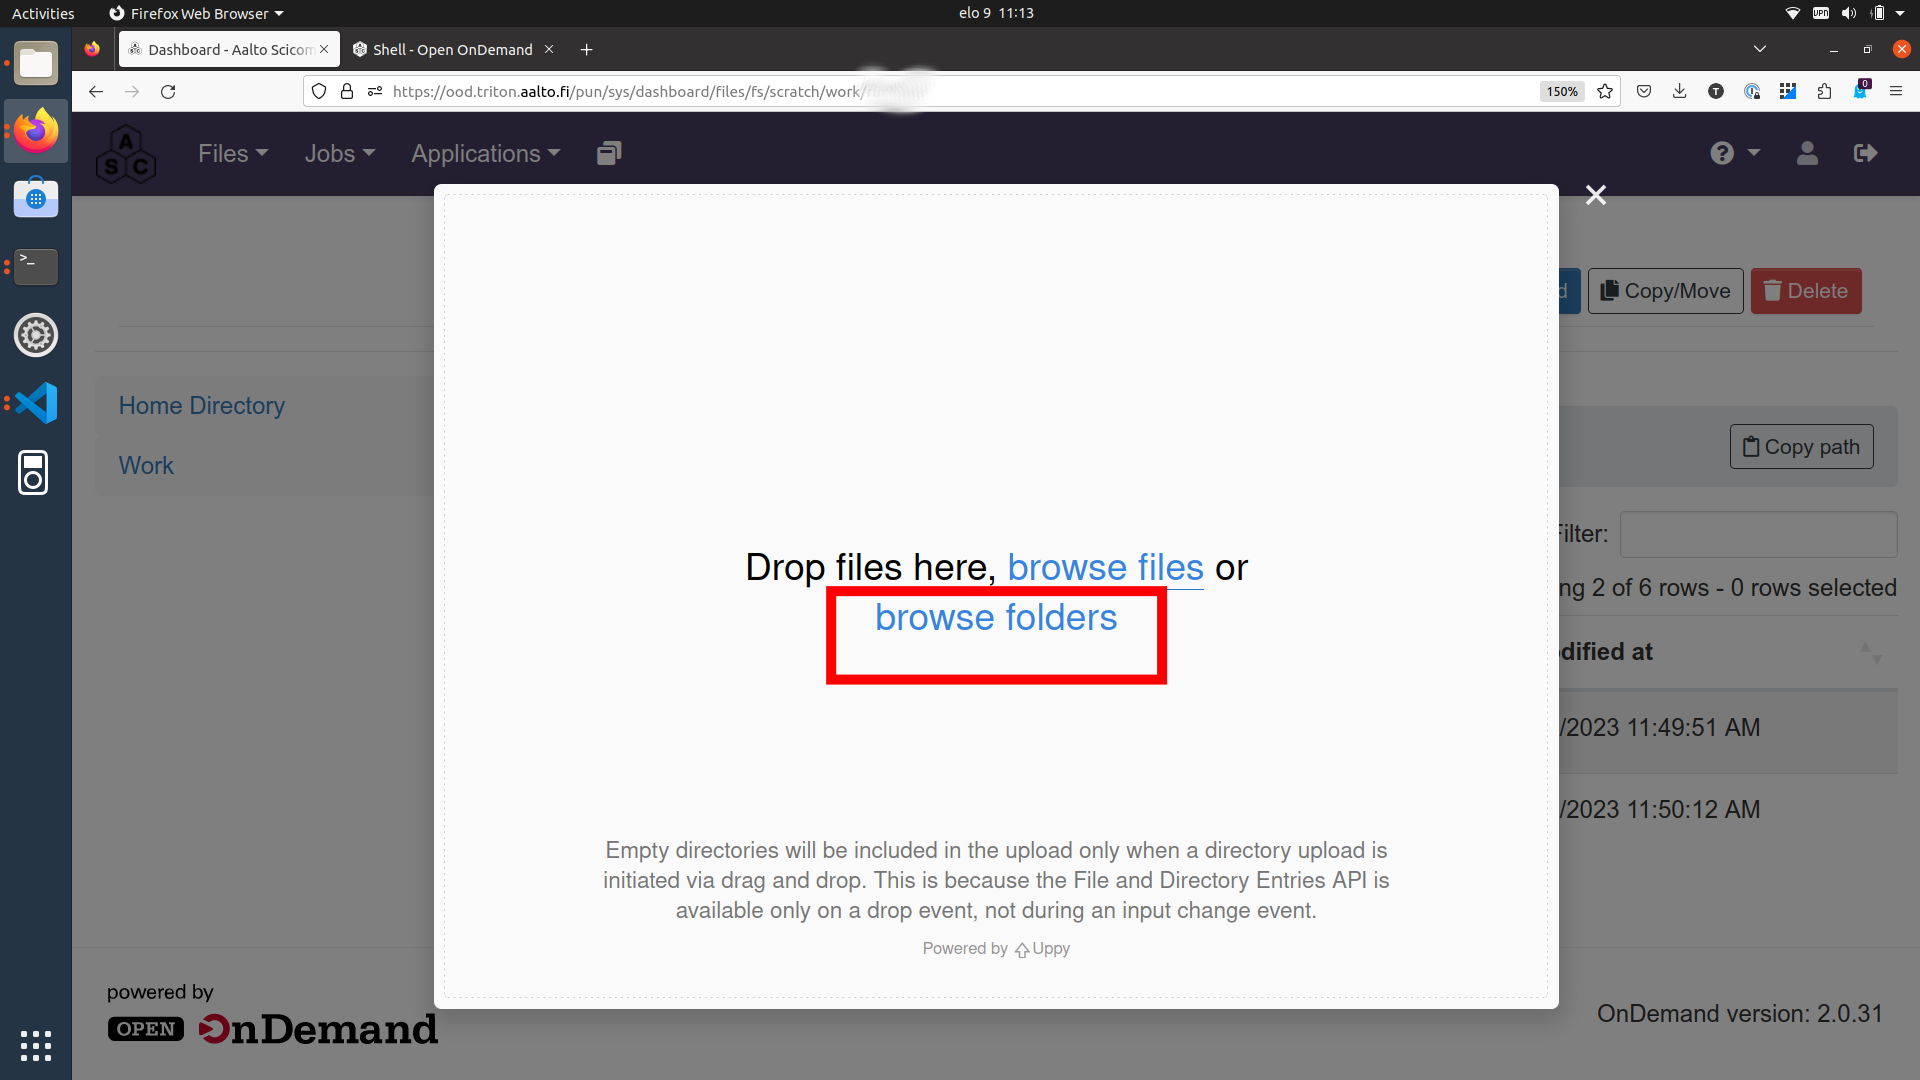 Activities Firefox Web Browser elo 9 11:13 VPN
Dashboard - Aalto Scicom Shell - Open OnDemand
https://ood.triton.aalto.fi/pun/sys/dashboard/files/fs/scratch/work/ 150% T 0
A S C Files Jobs Applications
d Copy/Move Delete
Home Directory
Work
Copy path
Filter:
ng 2 of 6 rows - 0 rows selected
dified at
/2023 11:49:51 AM
/2023 11:50:12 AM
Drop files here, browse files or
browse folders
Empty directories will be included in the upload only when a directory upload is
initiated via drag and drop. This is because the File and Directory Entries API is
available only on a drop event, not during an input change event.
Powered by Uppy
powered by
OPEN OnDemand
OnDemand version: 2.0.31